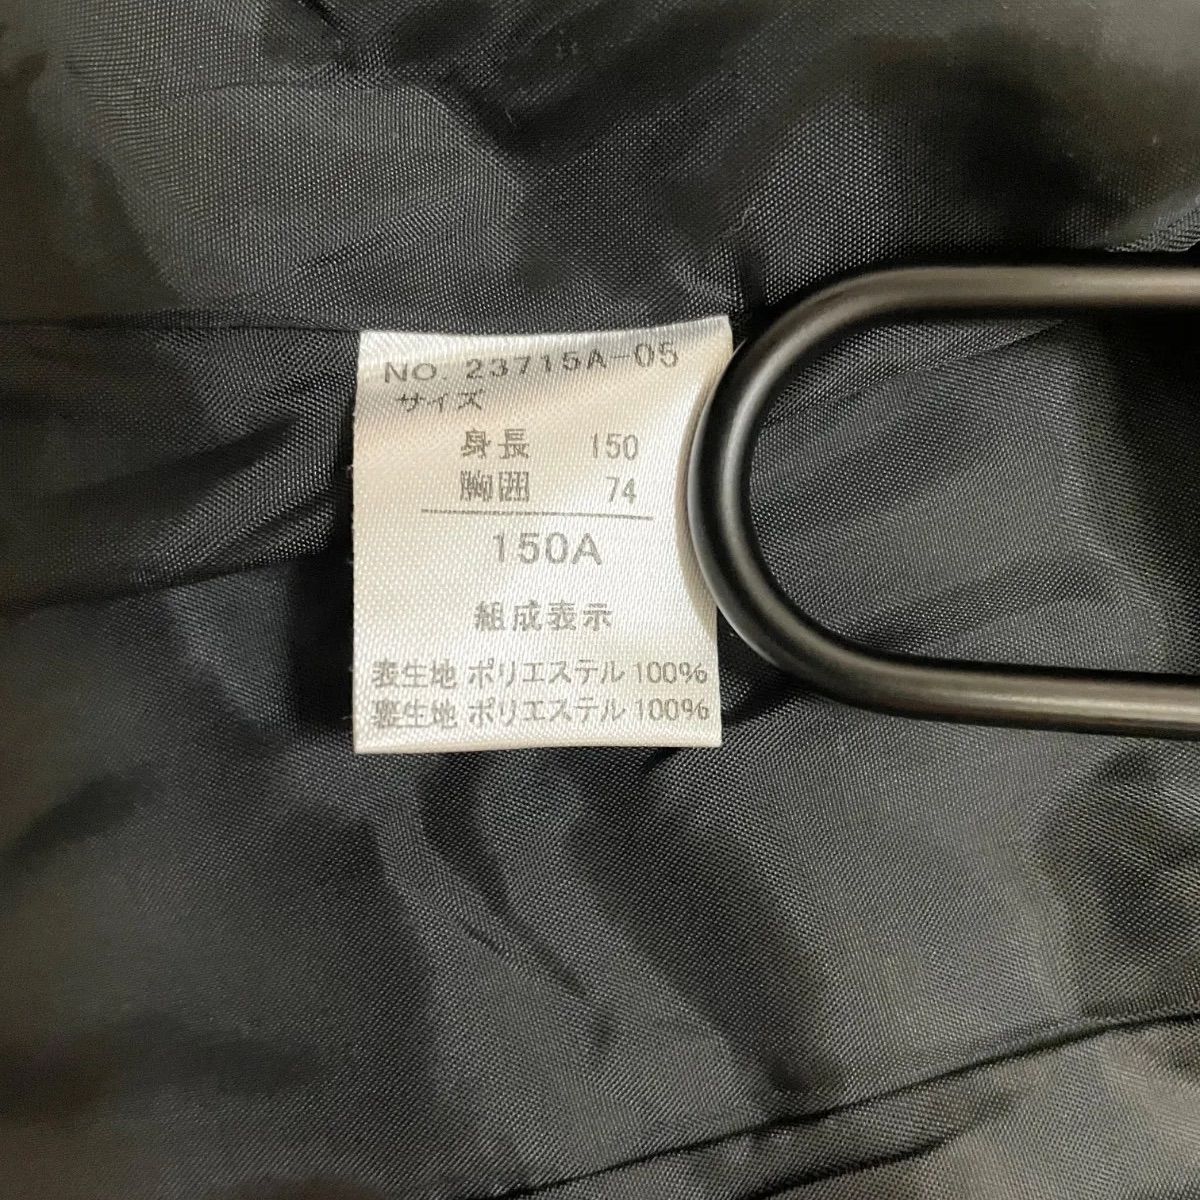 NO. 23715A-05
サイズ
身長 150
胸囲 74
150A
組成表示
表生地 ポリエステル 100%
裏生地 ポリエステル 100%